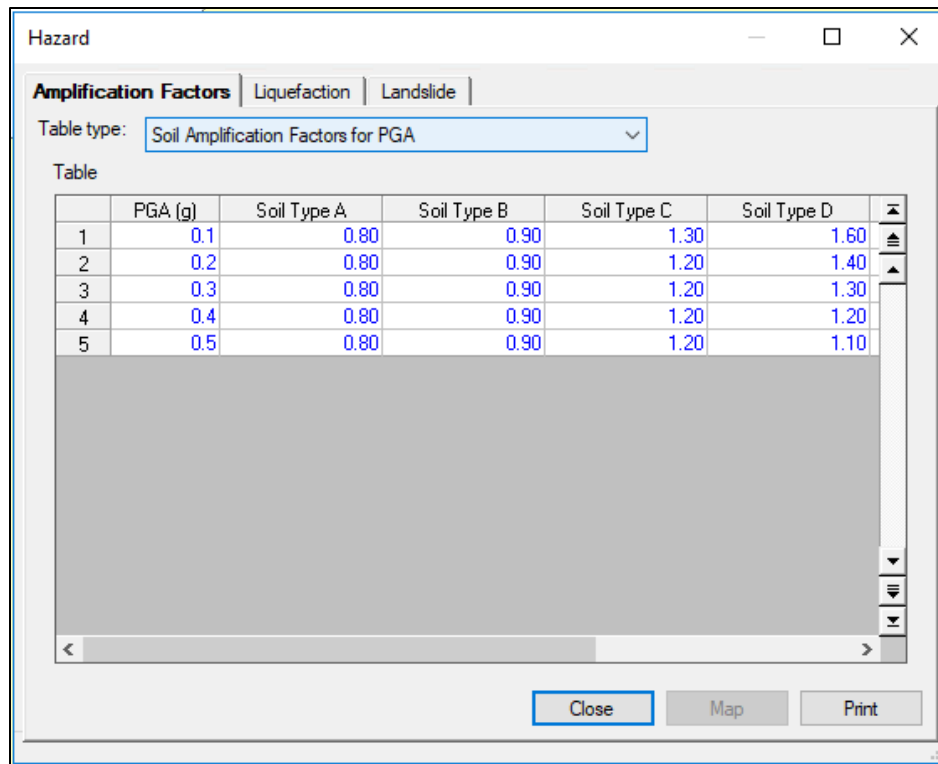 Hazard
Amplification Factors Liquefaction Landslide
Table type: Soil Amplification Factors for PGA
Table
PGA (g) Soil Type A Soil Type B Soil Type C Soil Type D
1 0.1 0.80 0.90 1.30 1.60
2 0.2 0.80 0.90 1.20 1.40
3 0.3 0.80 0.90 1.20 1.30
4 0.4 0.80 0.90 1.20 1.20
5 0.5 0.80 0.90 1.20 1.10
Close Map Print